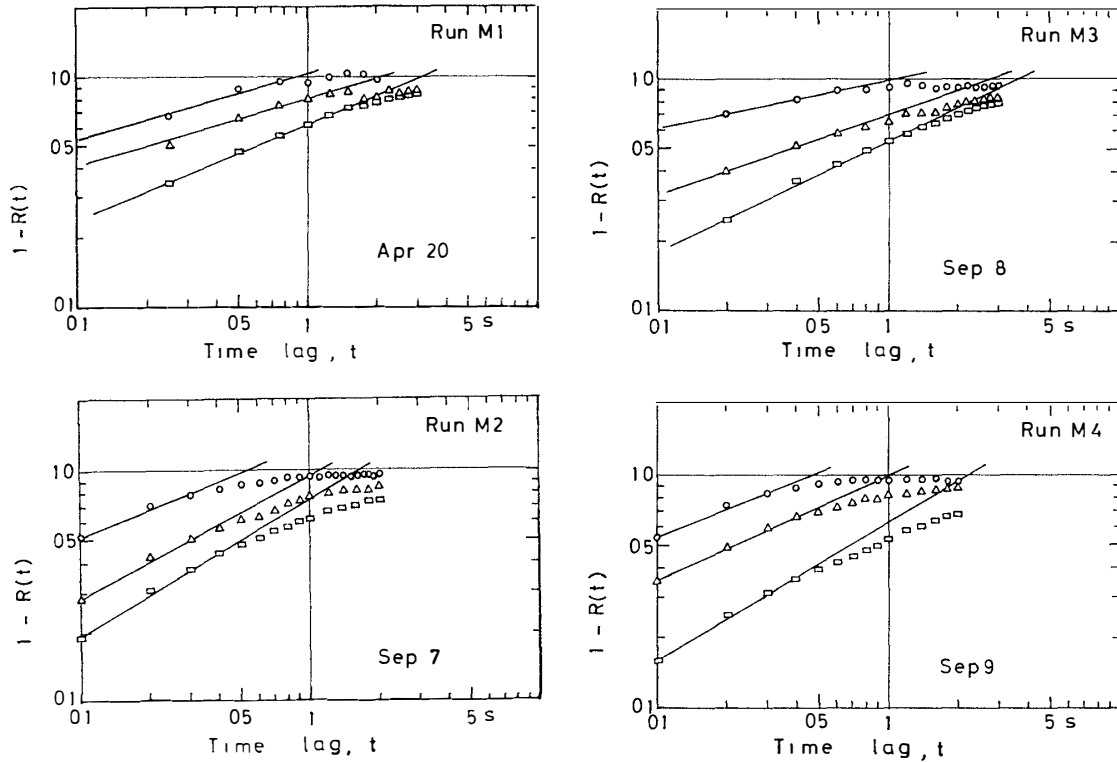 Run M1
10
05
01
1 - R(t)
Apr 20
01 05 1 5 s
Time lag, t
Run M3
10
05
01
1 - R(t)
Sep 8
01 05 1 5 s
Time lag, t
Run M2
10
05
01
1 - R(t)
Sep 7
01 05 1 5 s
Time lag, t
Run M4
10
05
01
1 - R(t)
Sep 9
01 05 1 5 s
Time lag, t